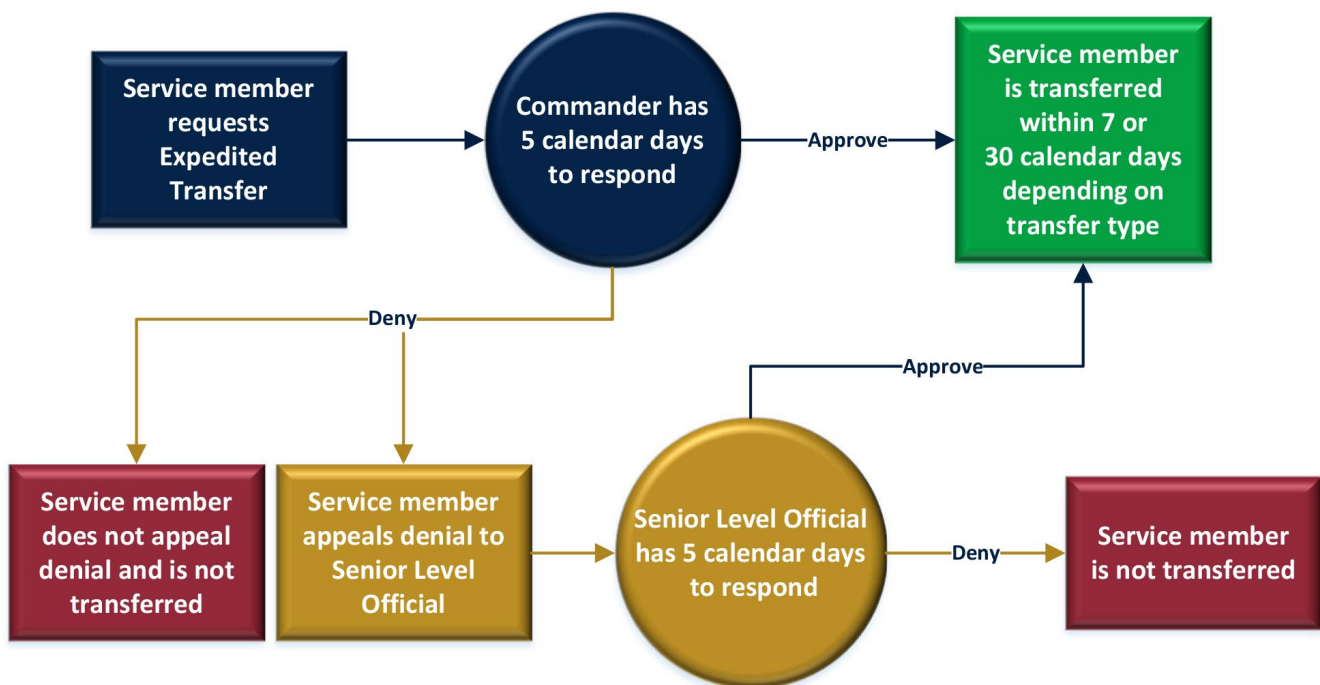 Service member
requests
Expedited
Transfer
Commander has
5 calendar days
to respond
Approve
Service member
is transferred
within 7 or
30 calendar days
depending on
transfer type
Deny
Approve
Service member
does not appeal
denial and is not
transferred
Service member
appeals denial to
Senior Level
Official
Senior Level Official
has 5 calendar days
to respond
Deny
Service member
is not transferred